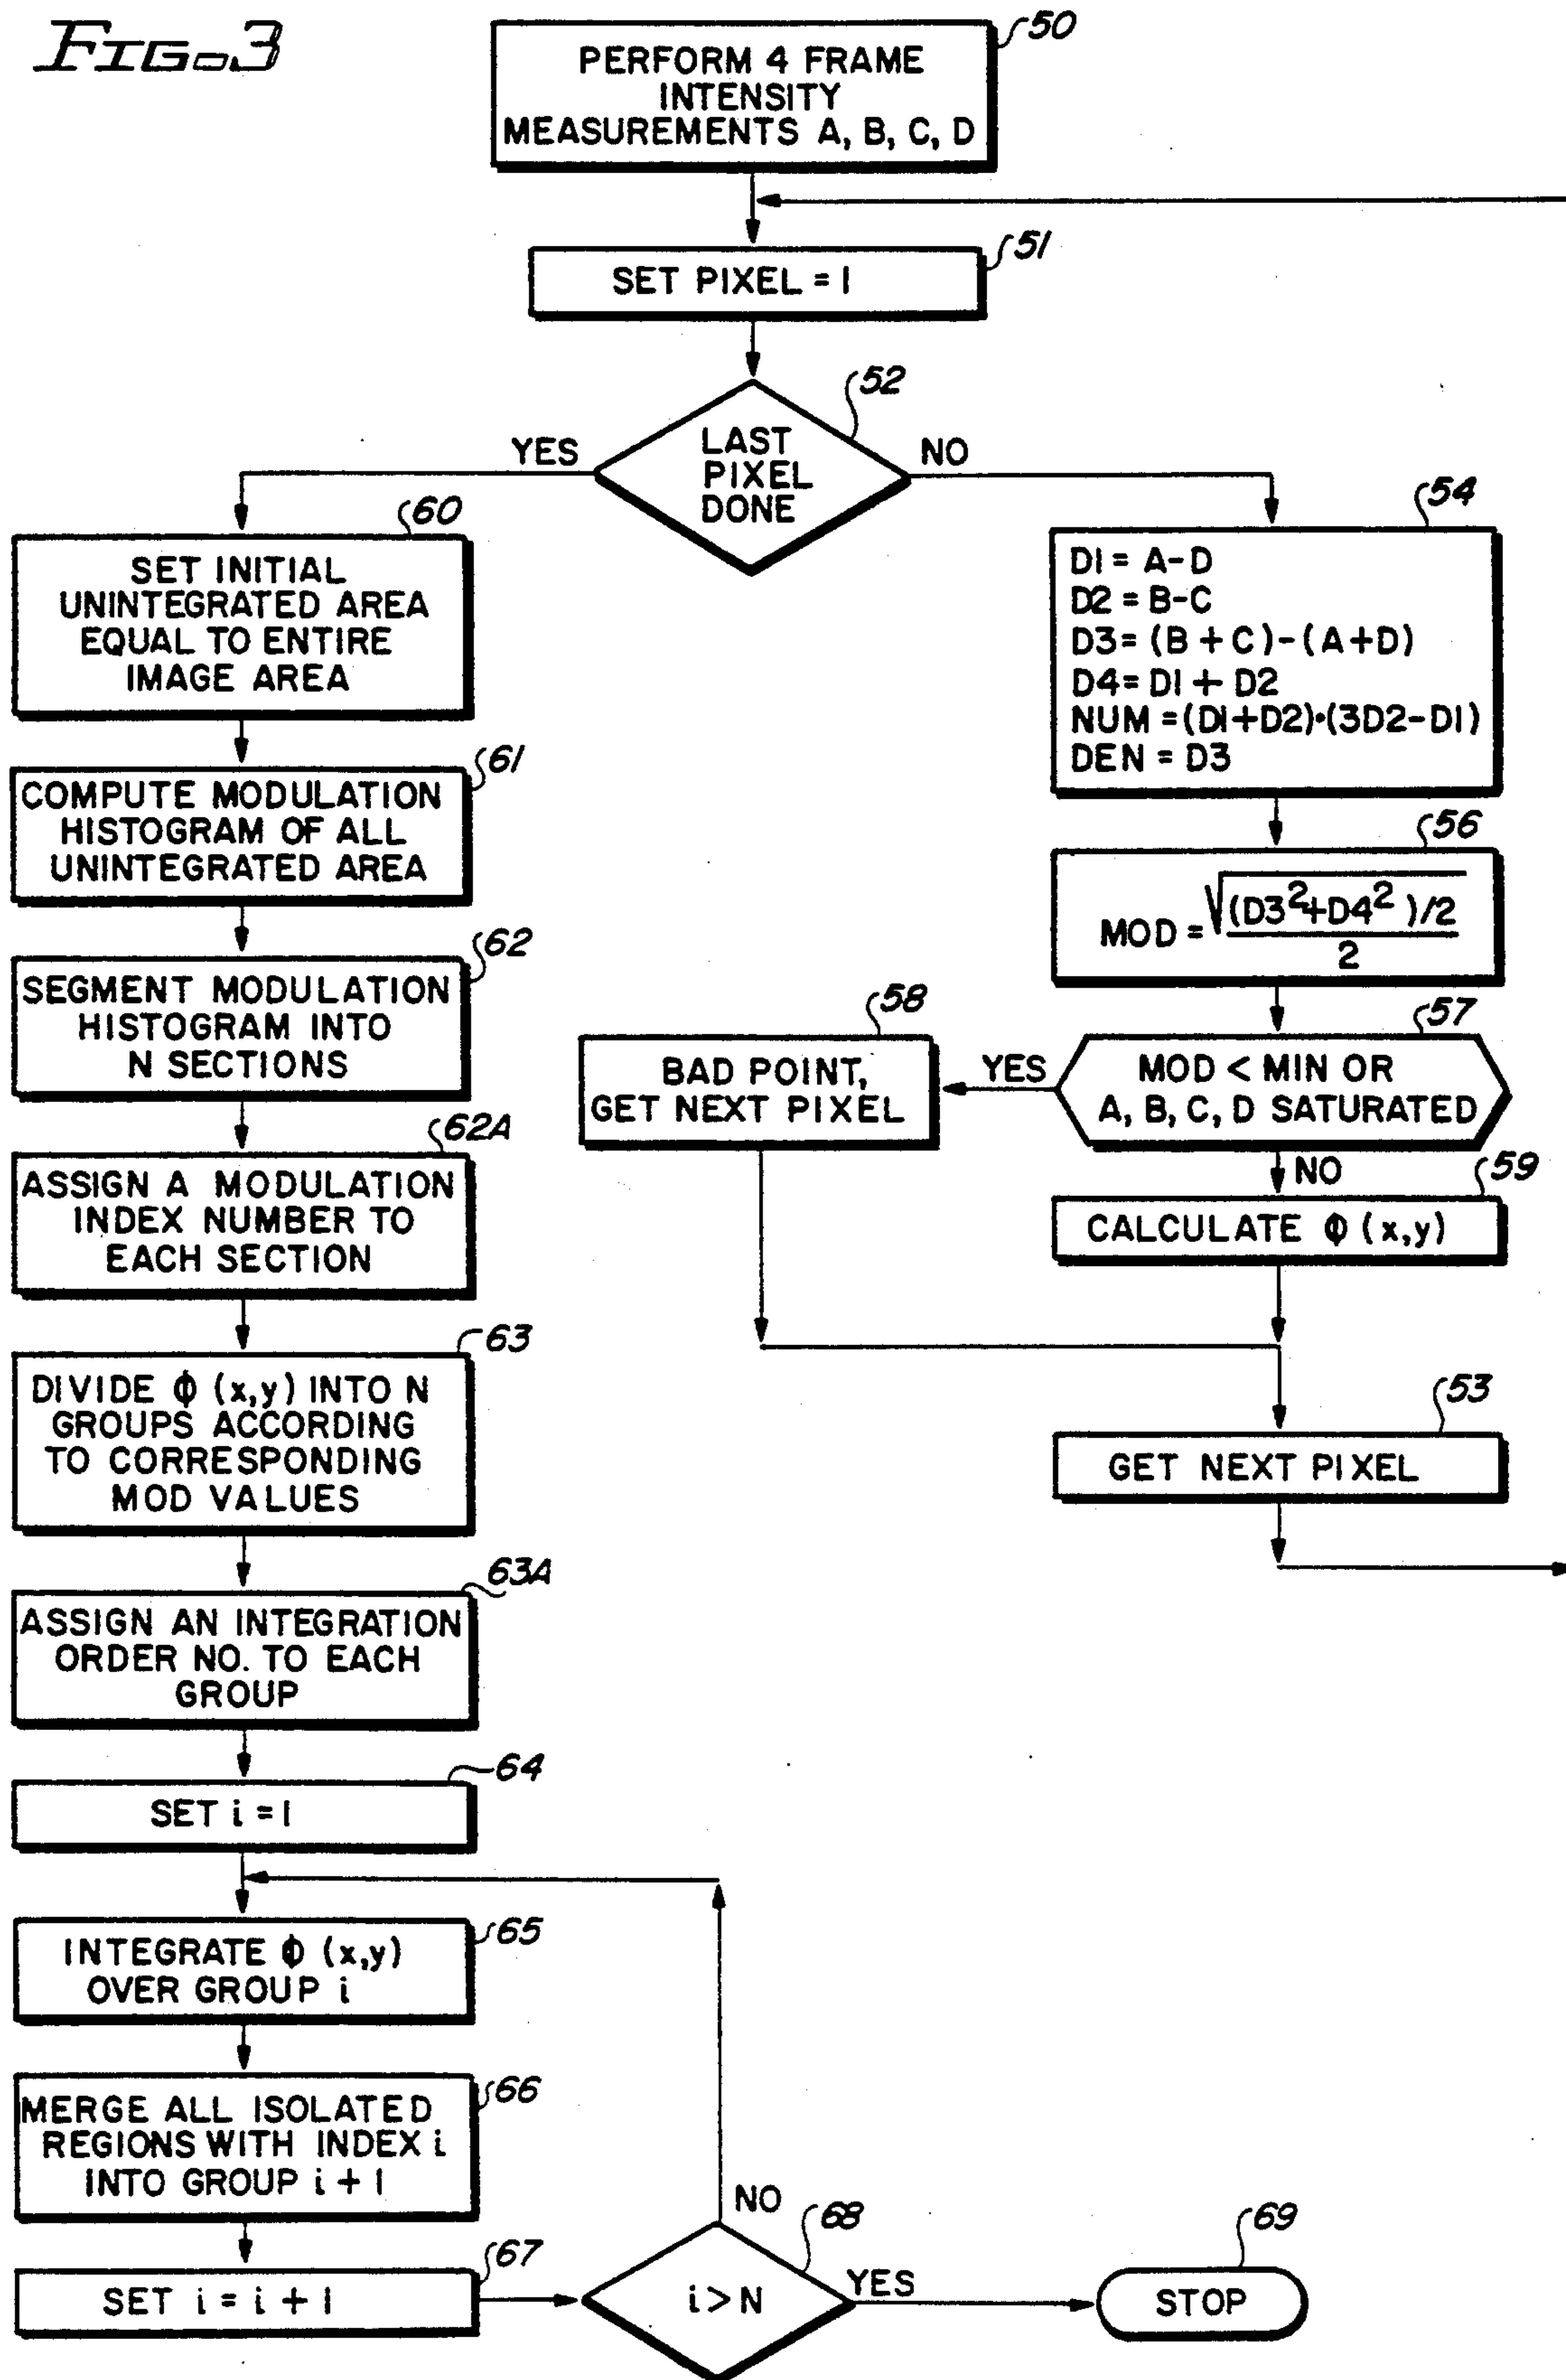 FIG. 3
50
PERFORM 4 FRAME
INTENSITY
MEASUREMENTS A, B, C, D
51
SET PIXEL = 1
52
LAST
PIXEL
DONE
YES
NO
60
SET INITIAL
UNINTEGRATED AREA
EQUAL TO ENTIRE
IMAGE AREA
61
COMPUTE MODULATION
HISTOGRAM OF ALL
UNINTEGRATED AREA
62
SEGMENT MODULATION
HISTOGRAM INTO
N SECTIONS
62A
ASSIGN A MODULATION
INDEX NUMBER TO
EACH SECTION
63
DIVIDE Φ (x,y) INTO N
GROUPS ACCORDING
TO CORRESPONDING
MOD VALUES
63A
ASSIGN AN INTEGRATION
ORDER NO. TO EACH
GROUP
64
SET i = 1
65
INTEGRATE Φ (x,y)
OVER GROUP i
66
MERGE ALL ISOLATED
REGIONS WITH INDEX i
INTO GROUP i + 1
67
SET i = i + 1
68
i > N
NO
YES
69
STOP
54
D1 = A-D
D2 = B-C
D3 = (B + C)-(A+D)
D4 = D1 + D2
NUM = (D1+D2)•(3D2-D1)
DEN = D3
56
MOD = √(D3²+D4²)/2
2
57
MOD < MIN OR
A, B, C, D SATURATED
YES
NO
58
BAD POINT,
GET NEXT PIXEL
59
CALCULATE Φ (x,y)
53
GET NEXT PIXEL